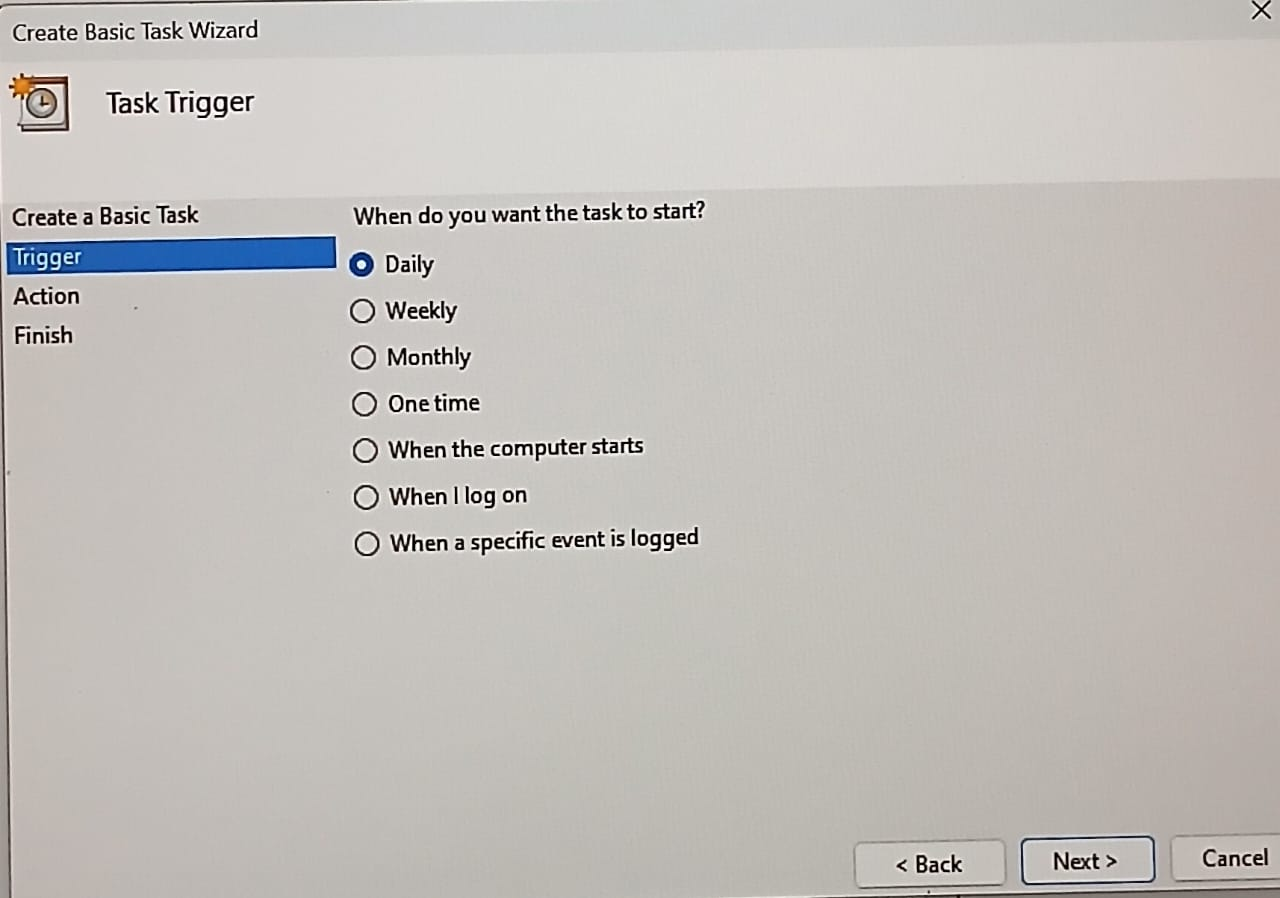 Create Basic Task Wizard
Task Trigger
Create a Basic Task
Trigger
Action
Finish
When do you want the task to start?
Daily
Weekly
Monthly
One time
When the computer starts
When I log on
When a specific event is logged
< Back
Next >
Cancel